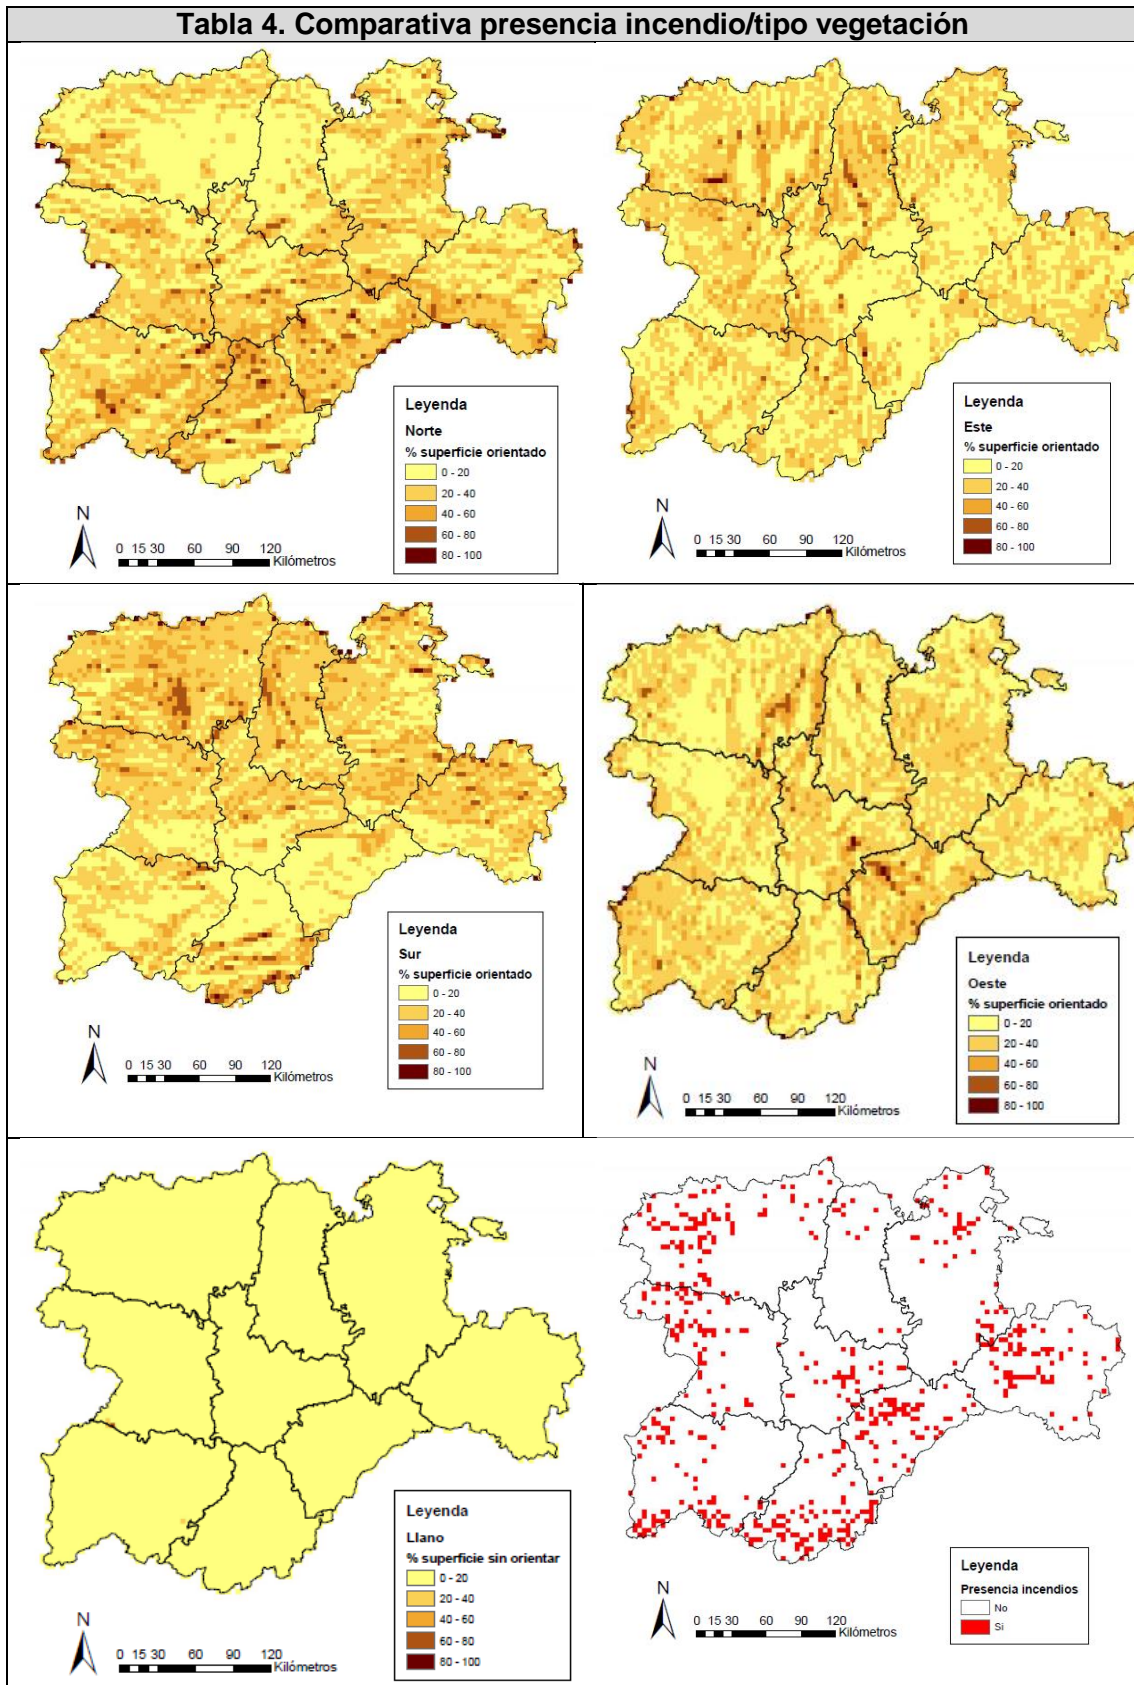 Tabla 4. Comparativa presencia incendio/tipo vegetación
Leyenda
Norte
% superficie orientado
0 - 20
20 - 40
40 - 60
60 - 80
80 - 100
N
0 15 30 60 90 120
Kilómetros
Leyenda
Este
% superficie orientado
0 - 20
20 - 40
40 - 60
60 - 80
80 - 100
N
0 15 30 60 90 120
Kilómetros
Leyenda
Sur
% superficie orientado
0 - 20
20 - 40
40 - 60
60 - 80
80 - 100
N
0 15 30 60 90 120
Kilómetros
Leyenda
Oeste
% superficie orientado
0 - 20
20 - 40
40 - 60
60 - 80
80 - 100
N
0 15 30 60 90 120
Kilómetros
Leyenda
Llano
% superficie sin orientar
0 - 20
20 - 40
40 - 60
60 - 80
80 - 100
N
0 15 30 60 90 120
Kilómetros
Leyenda
Presencia incendios
No
Si
N
0 15 30 60 90 120
Kilómetros